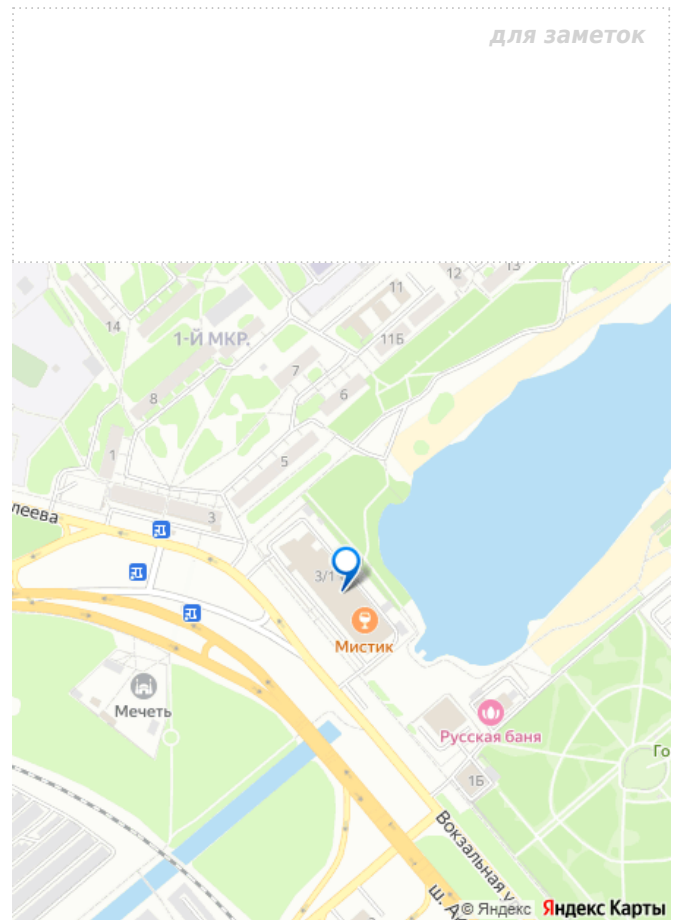 для заметок
12
13
11
14
1-Й МКР.
11Б
7
8
6
1
5
3
леева
3/1
Мистик
Мечеть
Русская баня
Го
1Б
Вокзальная у
ш. А
© Яндекс Яндекс Карты